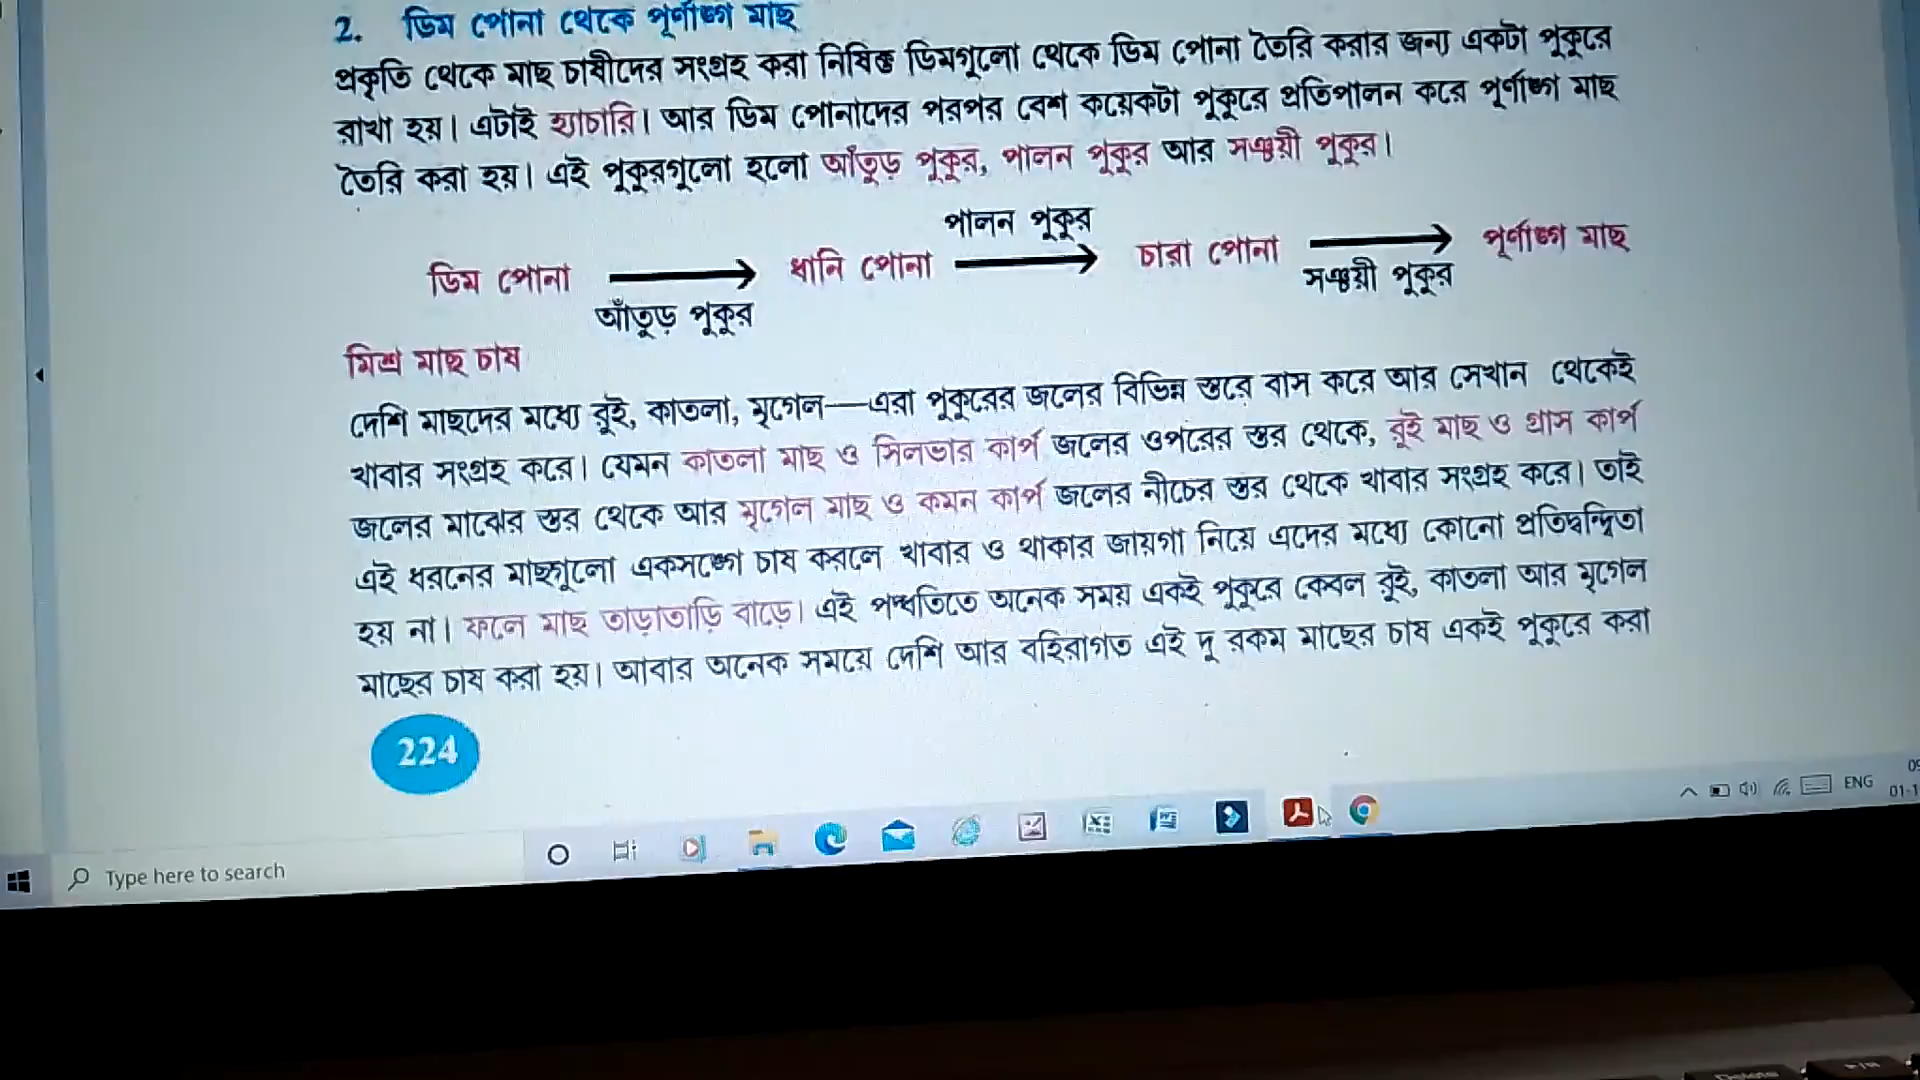 2. ডিম পোনা থেকে পূর্ণাঙ্গ মাছ
প্রকৃতি থেকে মাছ চাষীদের সংগ্রহ করা নিষিক্ত ডিমগুলো থেকে ডিম পোনা তৈরি করার জন্য একটা পুকুরে
রাখা হয়। এটাই হ্যাচারি। আর ডিম পোনাদের পরপর বেশ কয়েকটা পুকুরে প্রতিপালন করে পূর্ণাঙ্গ মাছ
তৈরি করা হয়। এই পুকুরগুলো হলো আঁতুড় পুকুর, পালন পুকুর আর সঞ্চয়ী পুকুর।
পালন পুকুর
ডিম পোনা ধানি পোনা চারা পোনা পূর্ণাঙ্গ মাছ
আঁতুড় পুকুর সঞ্চয়ী পুকুর
মিশ্র মাছ চাষ
দেশি মাছদের মধ্যে রুই, কাতলা, মৃগেল—এরা পুকুরের জলের বিভিন্ন স্তরে বাস করে আর সেখান থেকেই
খাবার সংগ্রহ করে। যেমন কাতলা মাছ ও সিলভার কার্প জলের ওপরের স্তর থেকে, রুই মাছ ও গ্রাস কার্প
জলের মাঝের স্তর থেকে আর মৃগেল মাছ ও কমন কার্প জলের নীচের স্তর থেকে খাবার সংগ্রহ করে। তাই
এই ধরনের মাছগুলো একসঙ্গে চাষ করলে খাবার ও থাকার জায়গা নিয়ে এদের মধ্যে কোনো প্রতিদ্বন্দ্বিতা
হয় না। ফলে মাছ তাড়াতাড়ি বাড়ে। এই পদ্ধতিতে অনেক সময় একই পুকুরে কেবল রুই, কাতলা আর মৃগেল
মাছের চাষ করা হয়। আবার অনেক সময়ে দেশি আর বহিরাগত এই দু রকম মাছের চাষ একই পুকুরে করা
224
ENG
Type here to search